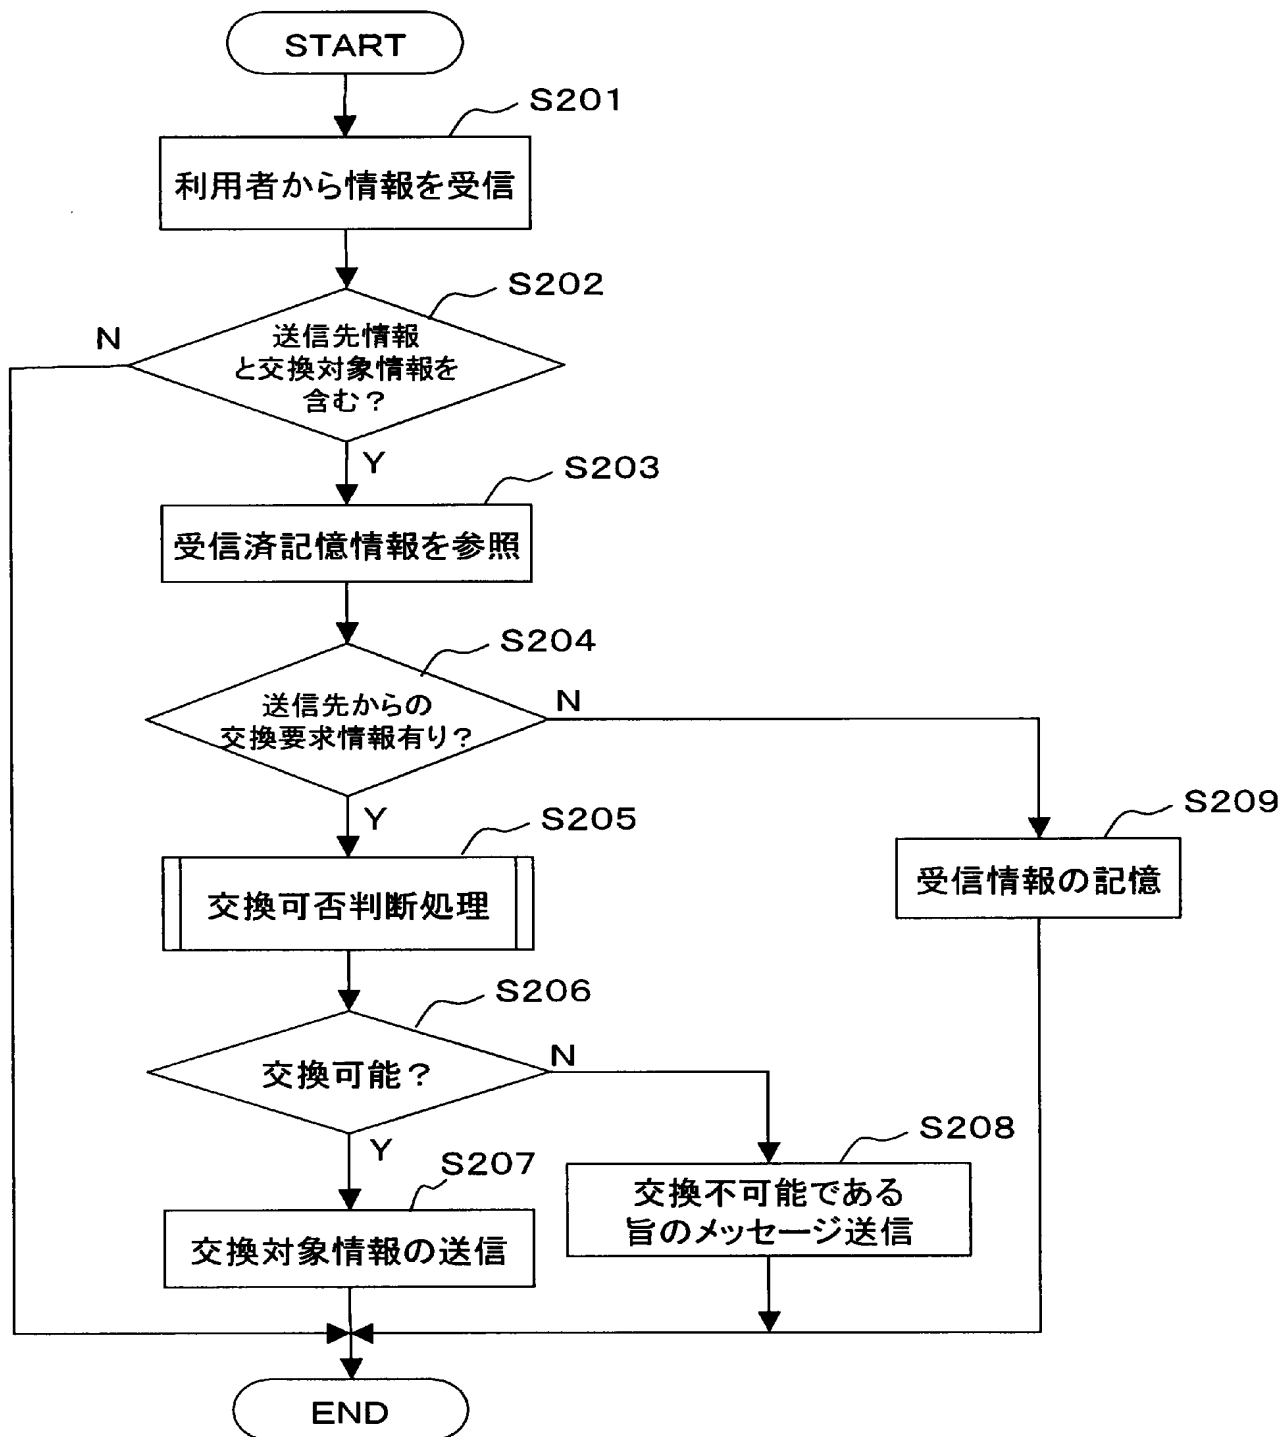 START
S201
利用者から情報を受信
S202
N
送信先情報
と交換対象情報を
含む？
Y
S203
受信済記憶情報を参照
S204
送信先からの
交換要求情報有り？
N
Y
S205
S209
交換可否判断処理
受信情報の記憶
S206
交換可能？
N
Y
S207
S208
交換不可能である
旨のメッセージ送信
交換対象情報の送信
END